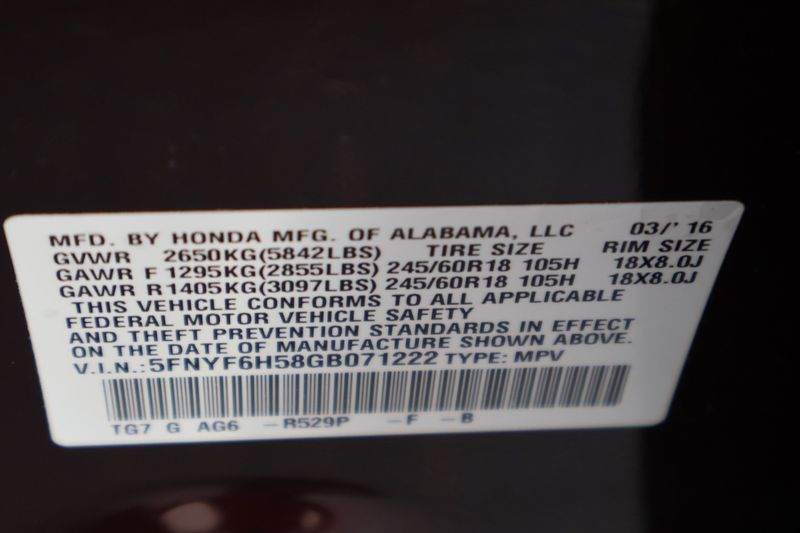 MFD. BY HONDA MFG. OF ALABAMA, LLC 03/' 16
GVWR 2650KG(5842LBS) TIRE SIZE RIM SIZE
GAWR F 1295KG(2855LBS) 245/60R18 105H 18X8.0J
GAWR R 1405KG(3097LBS) 245/60R18 105H 18X8.0J
THIS VEHICLE CONFORMS TO ALL APPLICABLE
FEDERAL MOTOR VEHICLE SAFETY
AND THEFT PREVENTION STANDARDS IN EFFECT
ON THE DATE OF MANUFACTURE SHOWN ABOVE.
V.I.N.:5FNYF6H58GB071222 TYPE: MPV
TG7 G AG6 -R529P -F -B